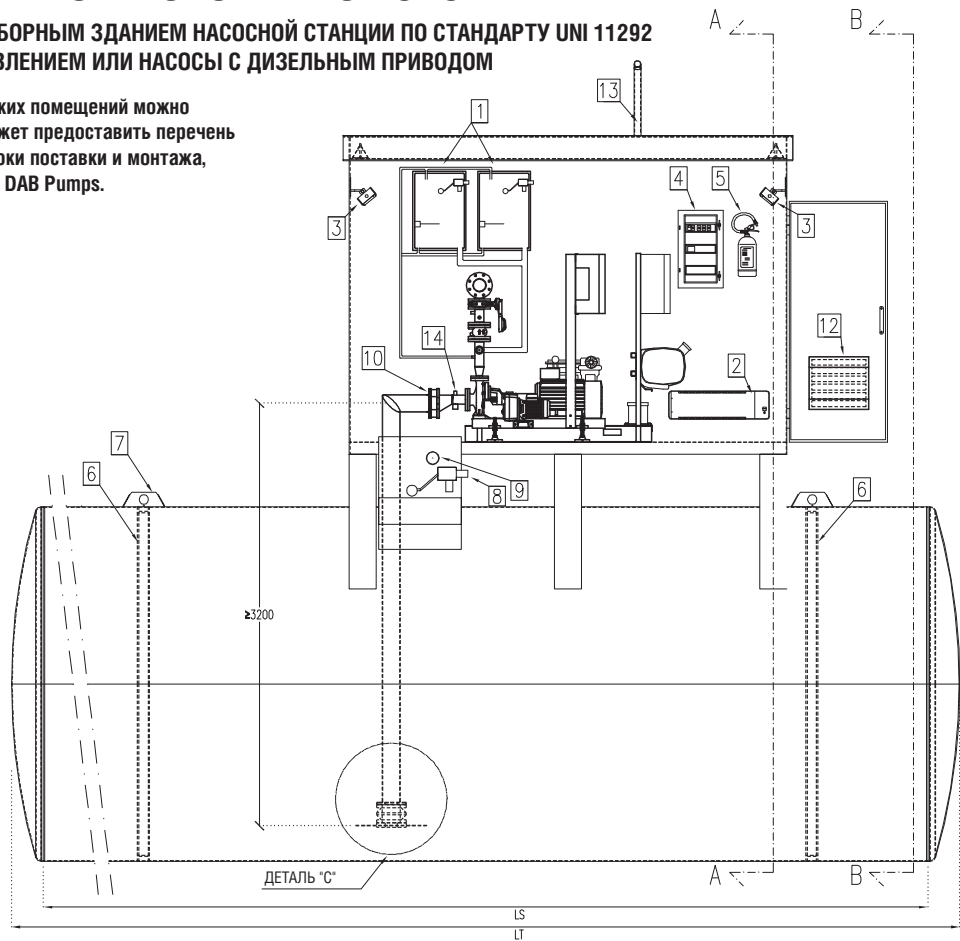 БОРНЫМ ЗДАНИЕМ НАСОСНОЙ СТАНЦИИ ПО СТАНДАРТУ UNI 11292
ВЛЕНИЕМ ИЛИ НАСОСЫ С ДИЗЕЛЬНЫМ ПРИВОДОМ
ких помещений можно
жет предоставить перечень
оки поставки и монтажа,
DAB Pumps.
A B
13
1
4 5
3 3
14
10
12
2
7
6
9
8
6
≥3200
ДЕТАЛЬ "С"
A B
LS
LT